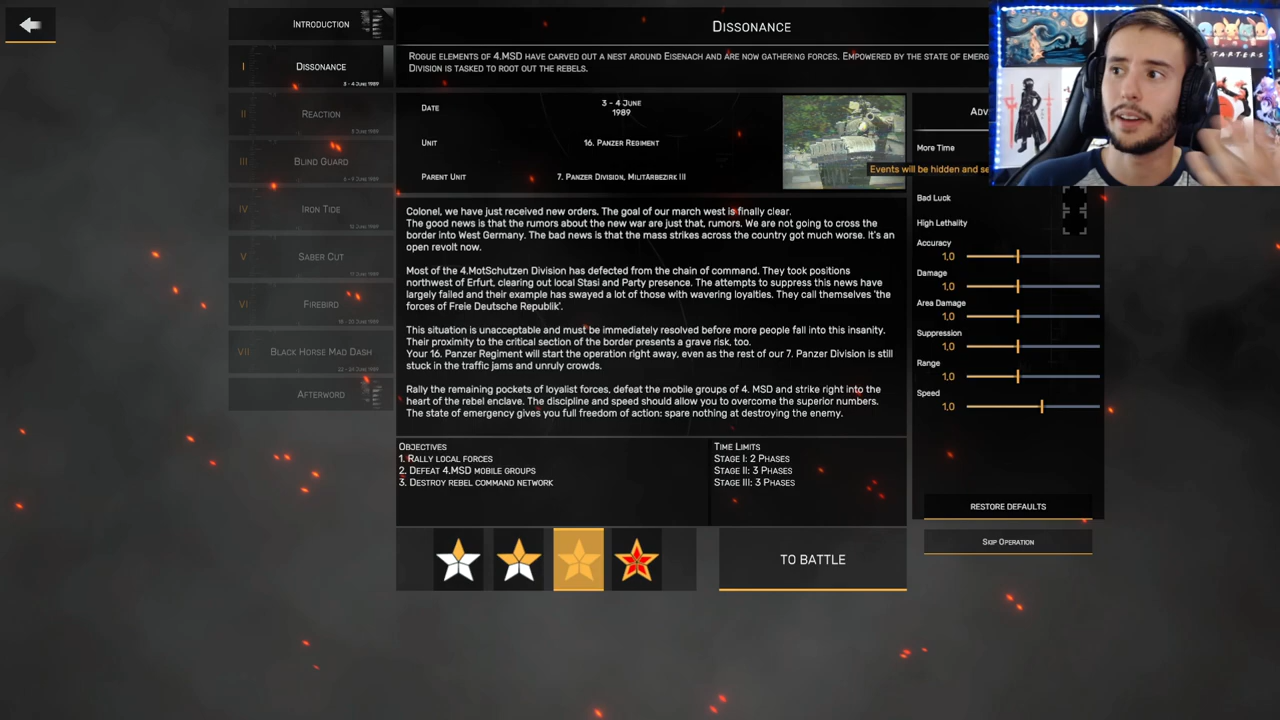 INTRODUCTION
I
DISSONANCE
3 - 4 JUNE 1989
II
REACTION
5 JUNE 1989
III
BLIND GUARD
IV
IRON TIDE
V
SABER CUT
VI
FIREBIRD
VII
BLACK HORSE MAD DASH
AFTERWORD
DISSONANCE
ROGUE ELEMENTS OF 4.MSD HAVE CARVED OUT A NEST AROUND EISENACH AND ARE NOW GATHERING FORCES. EMPOWERED BY THE STATE OF EMERG
DIVISION IS TASKED TO ROOT OUT THE REBELS.
DATE
3 - 4 JUNE
1989
UNIT
16. PANZER REGIMENT
PARENT UNIT
7. PANZER DIVISION, MILITÄRBEZIRK III
Colonel, we have just received new orders. The goal of our march west is finally clear.
The good news is that the rumors about the new war are just that, rumors. We are not going to cross the
border into West Germany. The bad news is that the mass strikes across the country got much worse. It's an
open revolt now.
Most of the 4.MotSchutzen Division has defected from the chain of command. They took positions
northwest of Erfurt, clearing out local Stasi and Party presence. The attempts to suppress this news have
largely failed and their example has swayed a lot of those with wavering loyalties. They call themselves 'the
forces of Freie Deutsche Republik'.
This situation is unacceptable and must be immediately resolved before more people fall into this insanity.
Their proximity to the critical section of the border presents a grave risk, too.
Your 16. Panzer Regiment will start the operation right away, even as the rest of our 7. Panzer Division is still
stuck in the traffic jams and unruly crowds.
Rally the remaining pockets of loyalist forces, defeat the mobile groups of 4. MSD and strike right into the
heart of the rebel enclave. The discipline and speed should allow you to overcome the superior numbers.
The state of emergency gives you full freedom of action: spare nothing at destroying the enemy.
OBJECTIVES
1. RALLY LOCAL FORCES
2. DEFEAT 4.MSD MOBILE GROUPS
3. DESTROY REBEL COMMAND NETWORK
TIME LIMITS
STAGE I: 2 PHASES
STAGE II: 3 PHASES
STAGE III: 3 PHASES
TO BATTLE
ADV
More Time
Events will be hidden and se
Bad Luck
High Lethality
Accuracy
1.0
Damage
1.0
Area Damage
1.0
Suppression
1.0
Range
1.0
Speed
1.0
RESTORE DEFAULTS
SKIP OPERATION